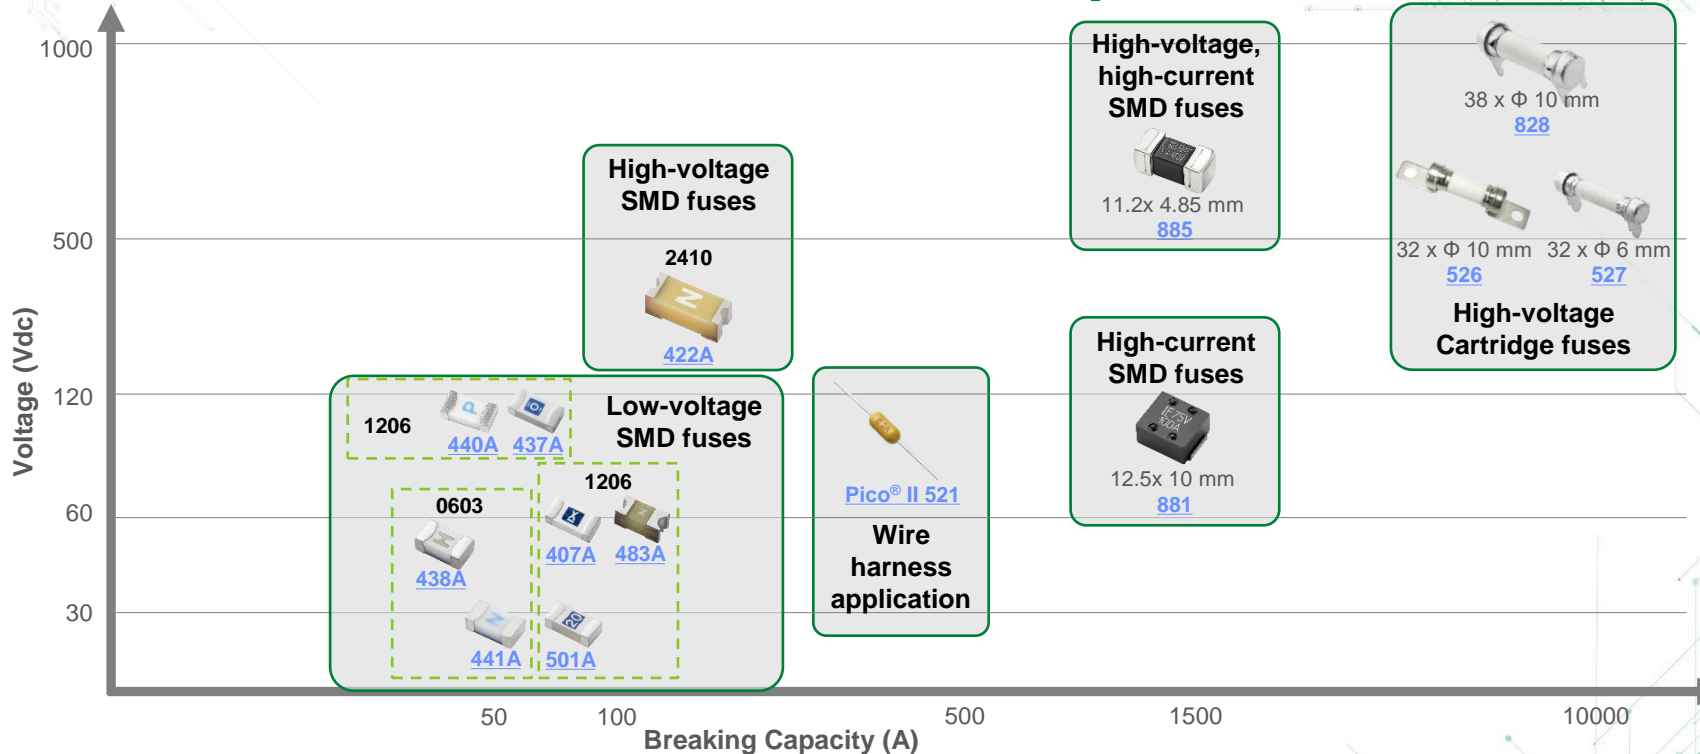 Voltage (Vdc)
1000
500
120
60
30
High-voltage,
high-current
SMD fuses
11.2x 4.85 mm
885
38 x Φ 10 mm
828
32 x Φ 10 mm
526
32 x Φ 6 mm
527
High-voltage
Cartridge fuses
High-voltage
SMD fuses
2410
N
422A
High-current
SMD fuses
LF75V
100A
12.5x 10 mm
881
Low-voltage
SMD fuses
1206
P
440A
437A
1206
407A
N
483A
0603
H
438A
N
441A
20
501A
Pico® II 521
Wire
harness
application
50
100
500
1500
10000
Breaking Capacity (A)